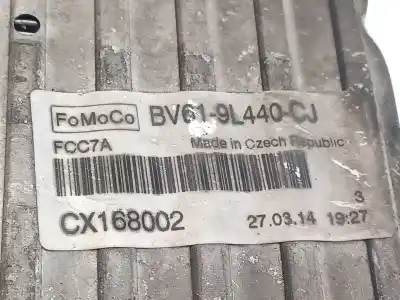 FoMoCo BV61-9L440-CJ
FCC7A Made in Czech Republic
3
CX168002 27.03.14 19:27